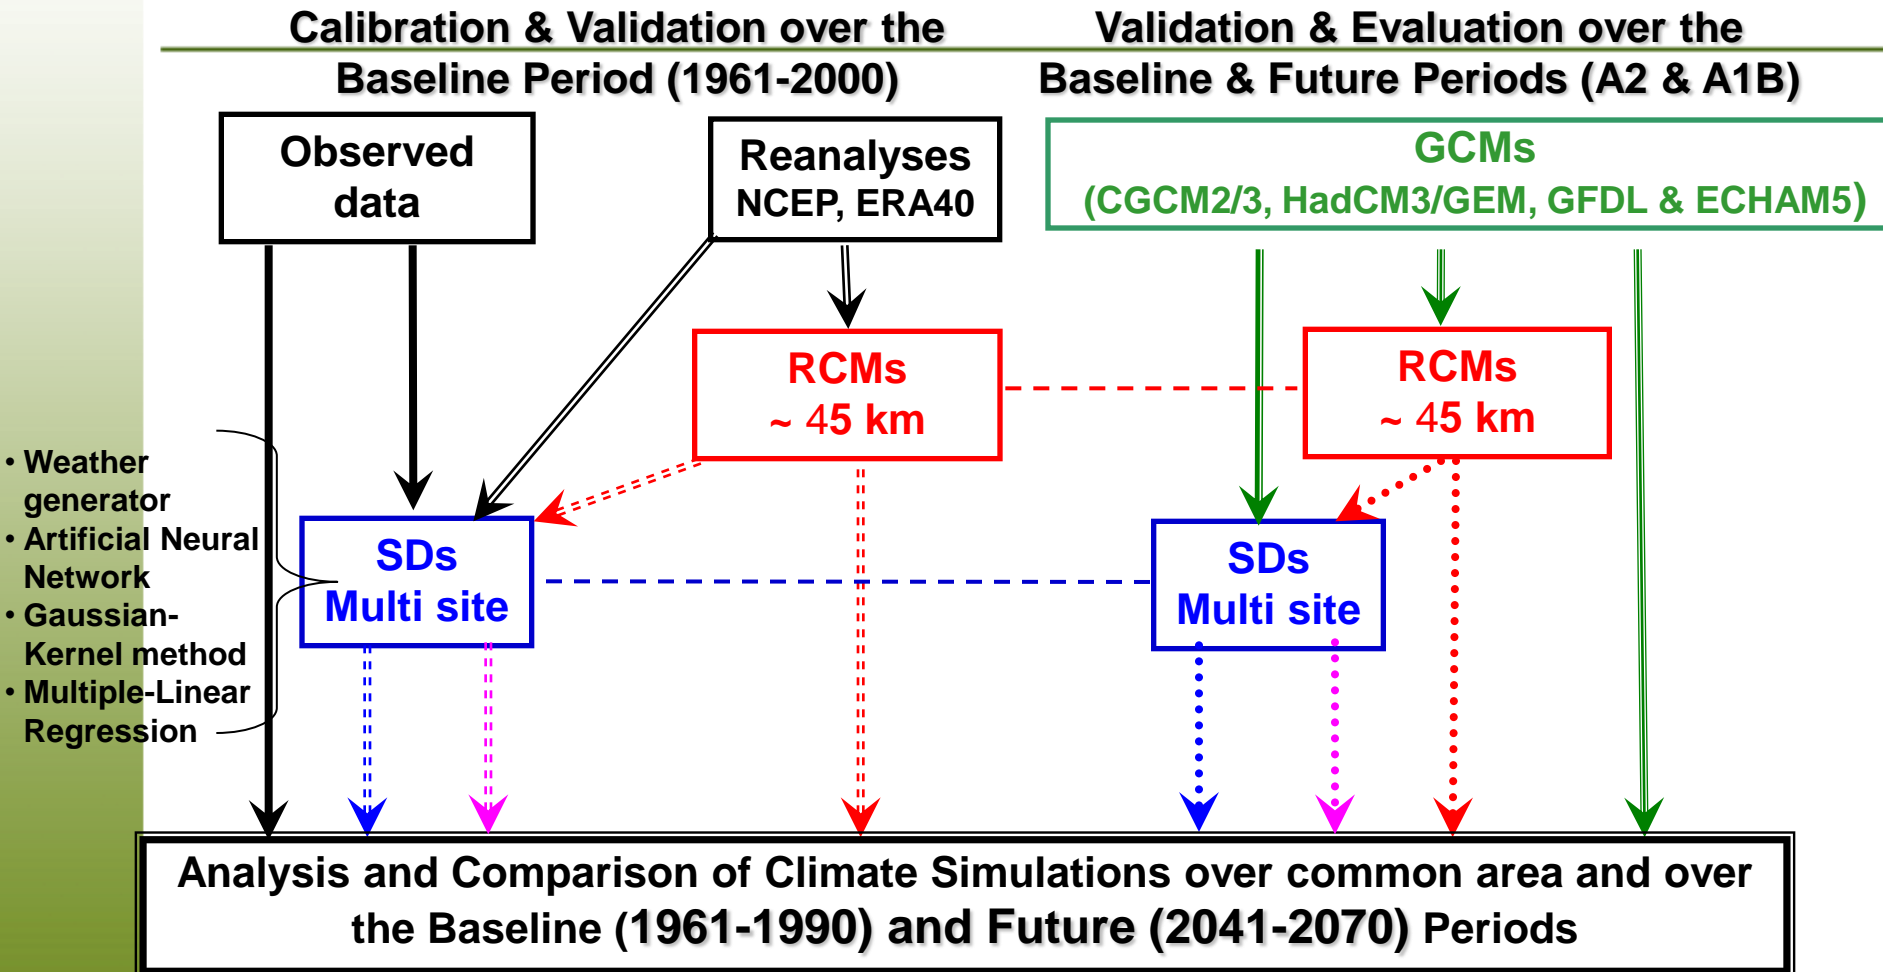 Calibration & Validation over the
Baseline Period (1961-2000)
Validation & Evaluation over the
Baseline & Future Periods (A2 & A1B)
Observed
data
Reanalyses
NCEP, ERA40
GCMs
(CGCM2/3, HadCM3/GEM, GFDL & ECHAM5)
RCMs
~ 45 km
RCMs
~ 45 km
• Weather
generator
• Artificial Neural
Network
• Gaussian-
Kernel method
• Multiple-Linear
Regression
SDs
Multi site
SDs
Multi site
Analysis and Comparison of Climate Simulations over common area and over
the Baseline (1961-1990) and Future (2041-2070) Periods